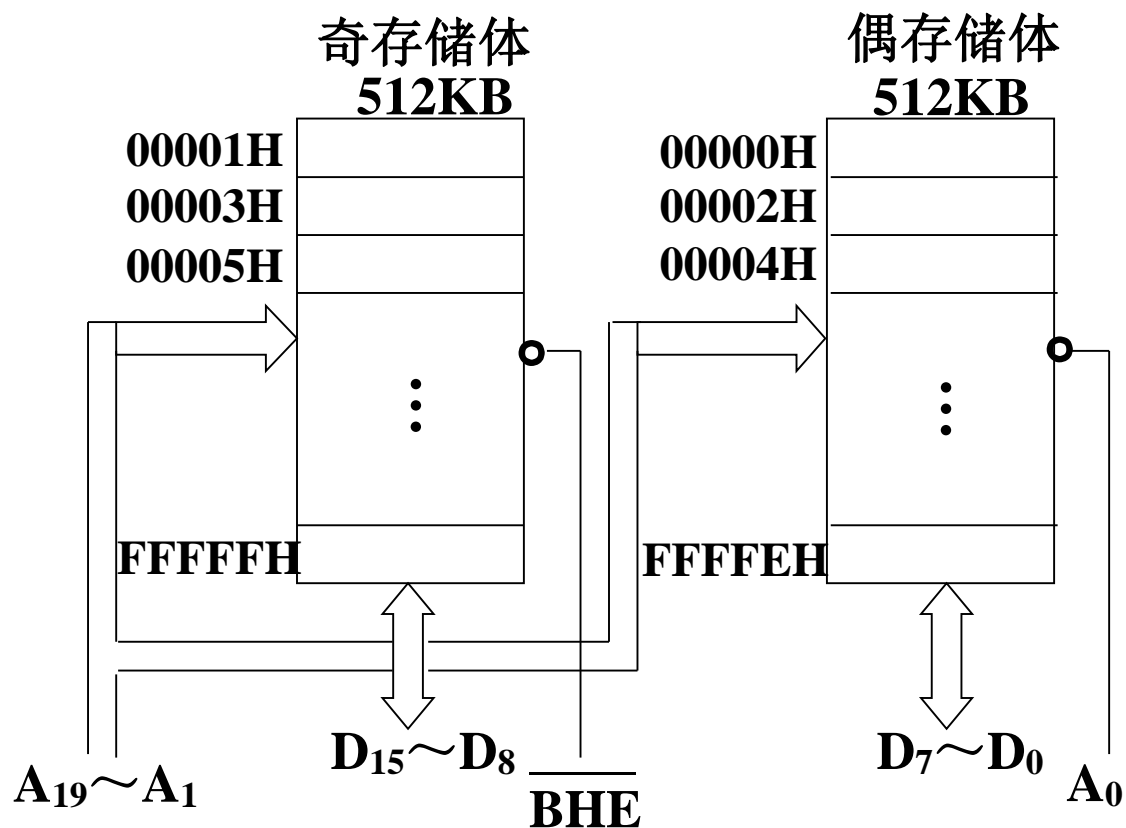 奇存储体
512KB
偶存储体
512KB
00001H
00003H
00005H
FFFFFH
00000H
00002H
00004H
FFFFEH
A19～A1
D15～D8
BHE
D7～D0
A0